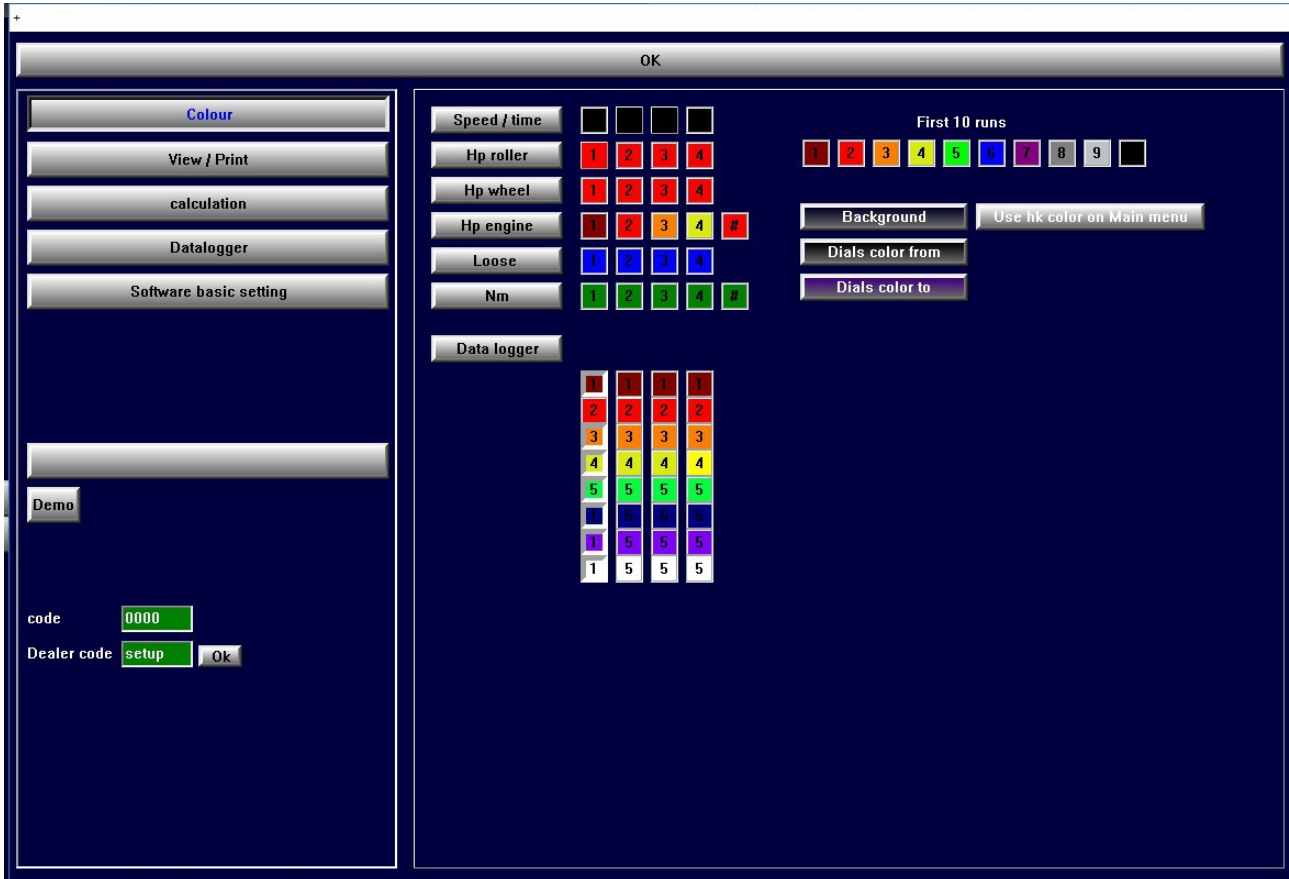 +
OK
Colour
View / Print
calculation
Datalogger
Software basic setting
Demo
code 0000
Dealer code setup Ok
Speed / time
Hp roller 1 2 3 4
Hp wheel 1 2 3 4
Hp engine 1 2 3 4 #
Loose 1 2 3 4
Nm 1 2 3 4 #
Data logger
1 1 1 1
2 2 2 2
3 3 3 3
4 4 4 4
5 5 5 5
1 5 5 5
1 5 5 5
1 5 5 5
First 10 runs
1 2 3 4 5 6 7 8 9
Background Use hk color on Main menu
Dials color from
Dials color to